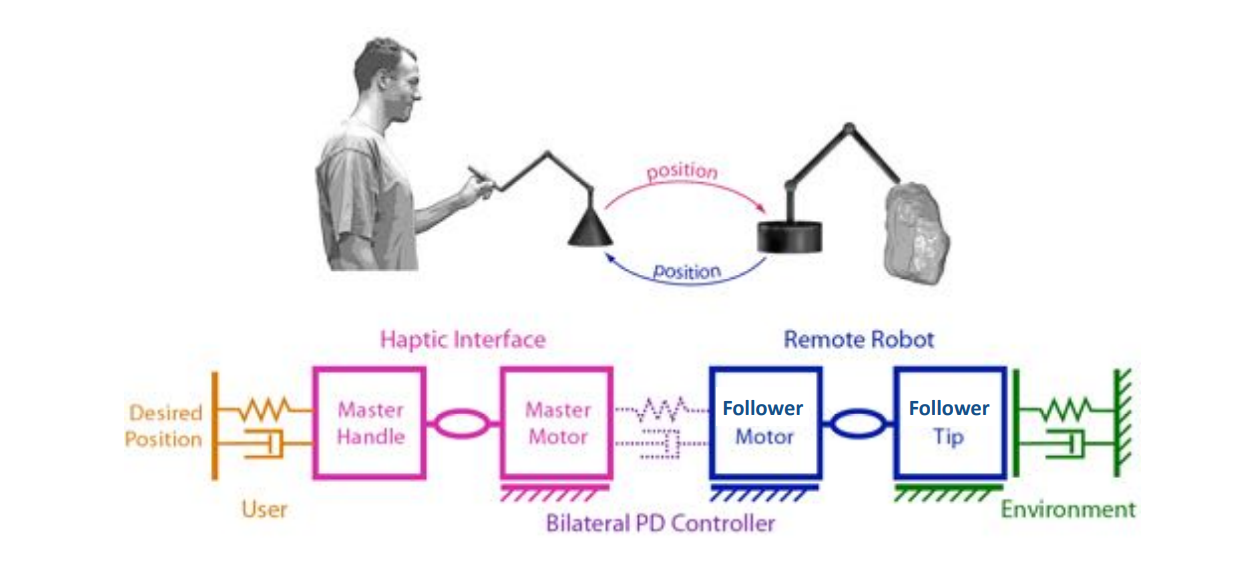 position
position
Haptic Interface
Remote Robot
Desired
Position
Master
Handle
Master
Motor
Follower
Motor
Follower
Tip
User
Bilateral PD Controller
Environment